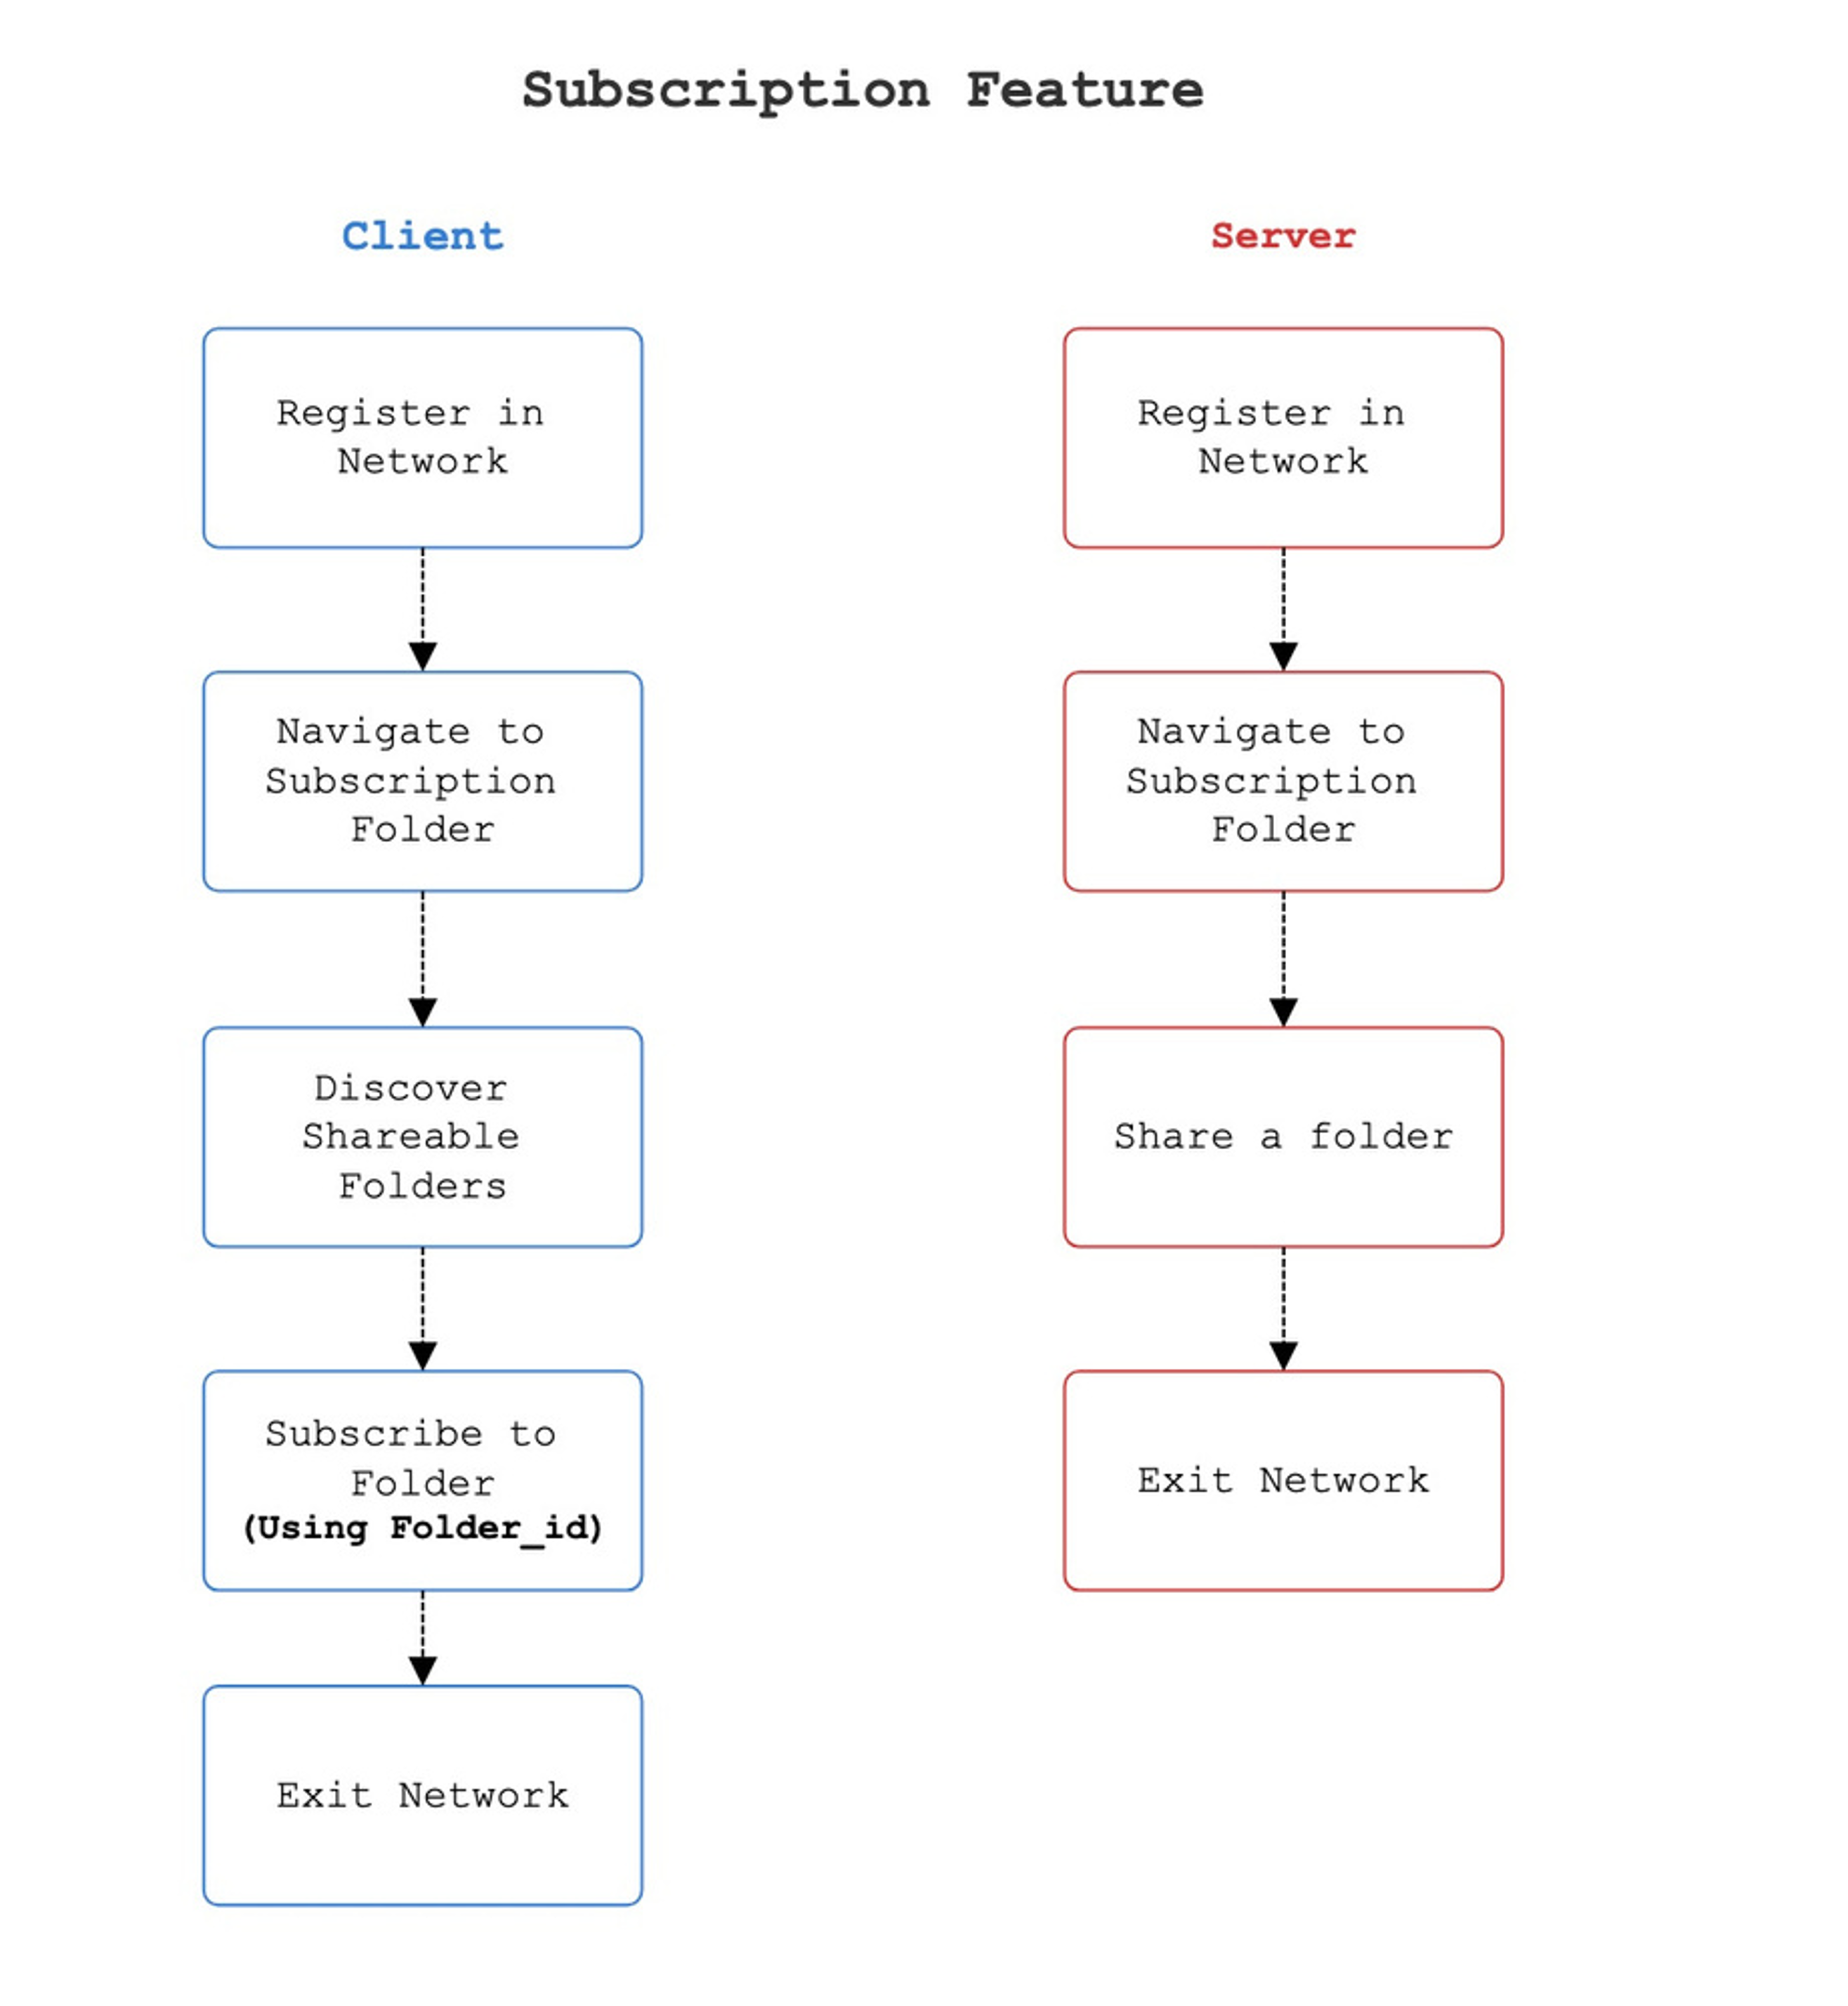 Subscription Feature
Client
Server
Register in
Network
Register in
Network
Navigate to
Subscription
Folder
Navigate to
Subscription
Folder
Discover
Shareable
Folders
Share a folder
Subscribe to
Folder
(Using Folder_id)
Exit Network
Exit Network